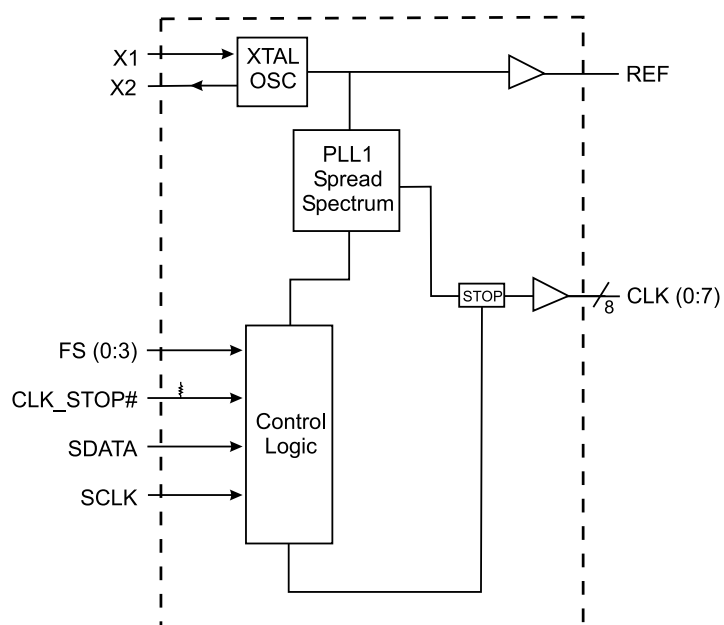 X1
X2
XTAL
OSC
REF
PLL1
Spread
Spectrum
STOP
CLK (0:7)
8
FS (0:3)
CLK_STOP#
SDATA
SCLK
Control
Logic